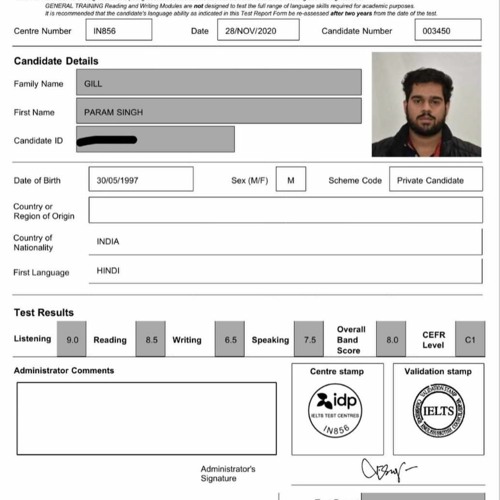 GENERAL TRAINING Reading and Writing Modules are not designed to test the full range of language skills required for academic purposes.
It is recommended that the candidate's language ability as indicated in this Test Report Form be re-assessed after two years from the date of the test.
Centre Number IN856 Date 28/NOV/2020 Candidate Number 003450
Candidate Details
Family Name GILL
First Name PARAM SINGH
Candidate ID
Date of Birth 30/05/1997 Sex (M/F) M Scheme Code Private Candidate
Country or
Region of Origin
Country of
Nationality INDIA
First Language HINDI
Test Results
Listening 9.0 Reading 8.5 Writing 6.5 Speaking 7.5 Overall Band Score 8.0 CEFR Level C1
Administrator Comments Centre stamp Validation stamp
idp
IELTS TEST CENTRES
IN856
IELTS
Administrator's
Signature